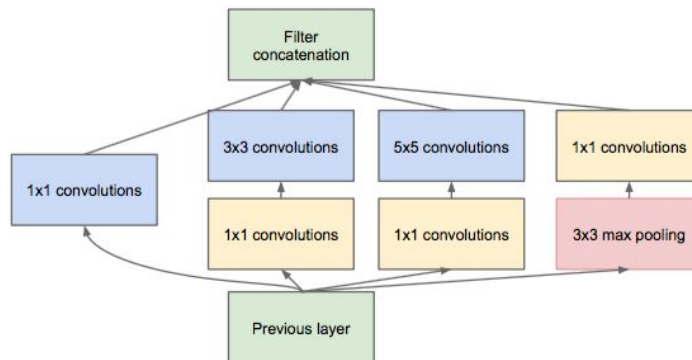 Filter
concatenation
3x3 convolutions
5x5 convolutions
1x1 convolutions
1x1 convolutions
1x1 convolutions
1x1 convolutions
3x3 max pooling
Previous layer